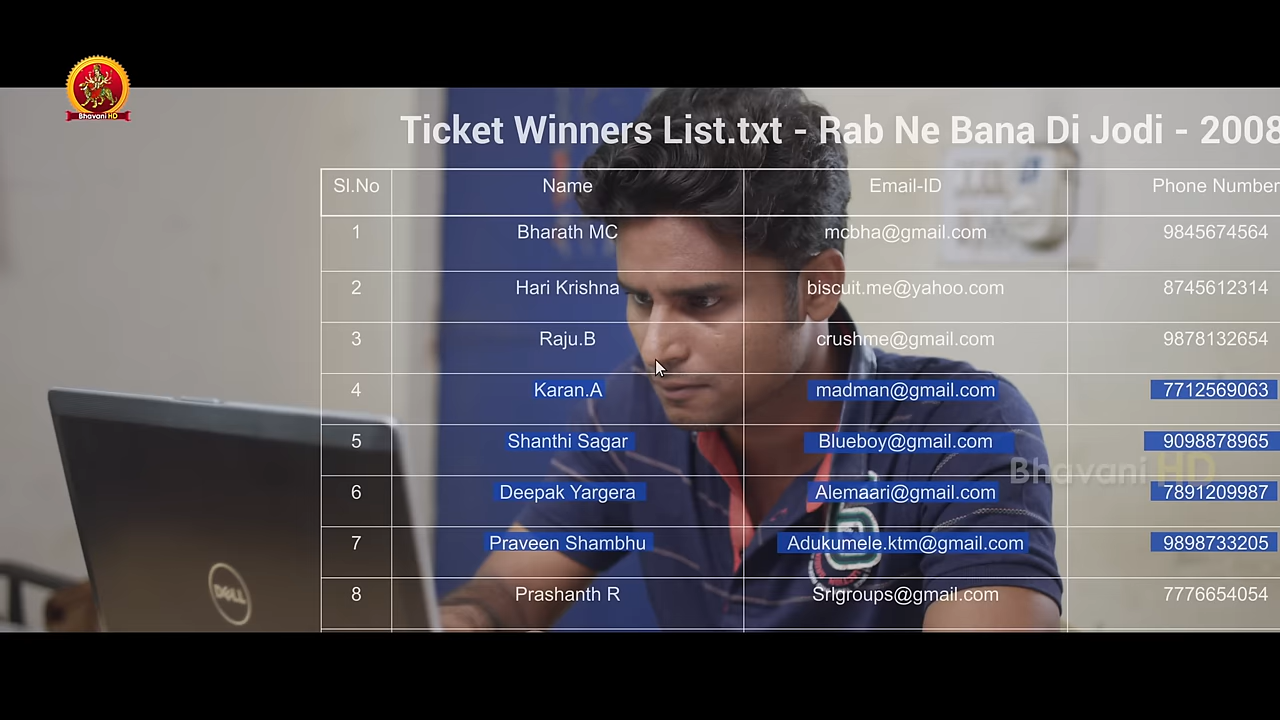 Bhavani HD
Ticket Winners List.txt - Rab Ne Bana Di Jodi - 2008
Sl.No Name Email-ID Phone Number
1 Bharath MC mcbha@gmail.com 9845674564
2 Hari Krishna biscuit.me@yahoo.com 8745612314
3 Raju.B crushme@gmail.com 9878132654
4 Karan.A madman@gmail.com 7712569063
5 Shanthi Sagar Blueboy@gmail.com 9098878965
Bhavani HD
6 Deepak Yargera Alemaari@gmail.com 7891209987
7 Praveen Shambhu Adukumele.ktm@gmail.com 9898733205
8 Prashanth R Srlgroups@gmail.com 7776654054
DELL